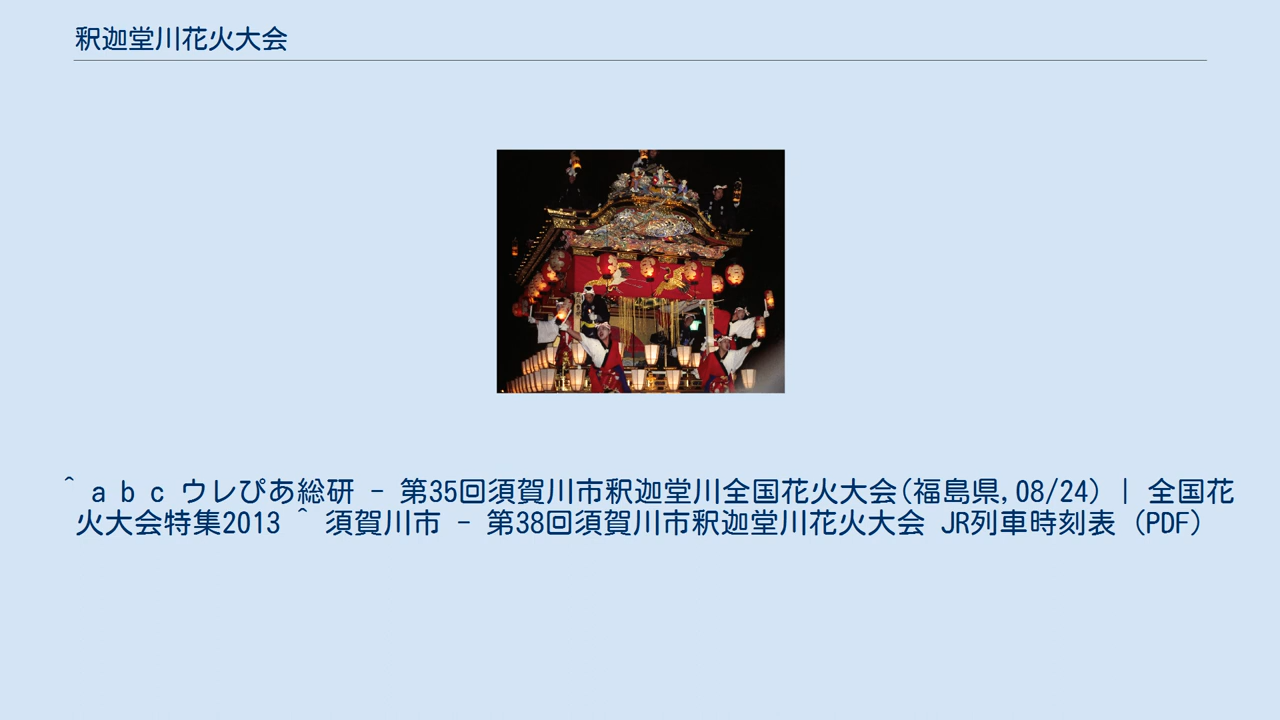 釈迦堂川花火大会
^ a b c ウレぴあ総研 - 第35回須賀川市釈迦堂川全国花火大会(福島県,08/24) | 全国花
火大会特集2013 ^ 須賀川市 - 第38回須賀川市釈迦堂川花火大会 JR列車時刻表 (PDF)